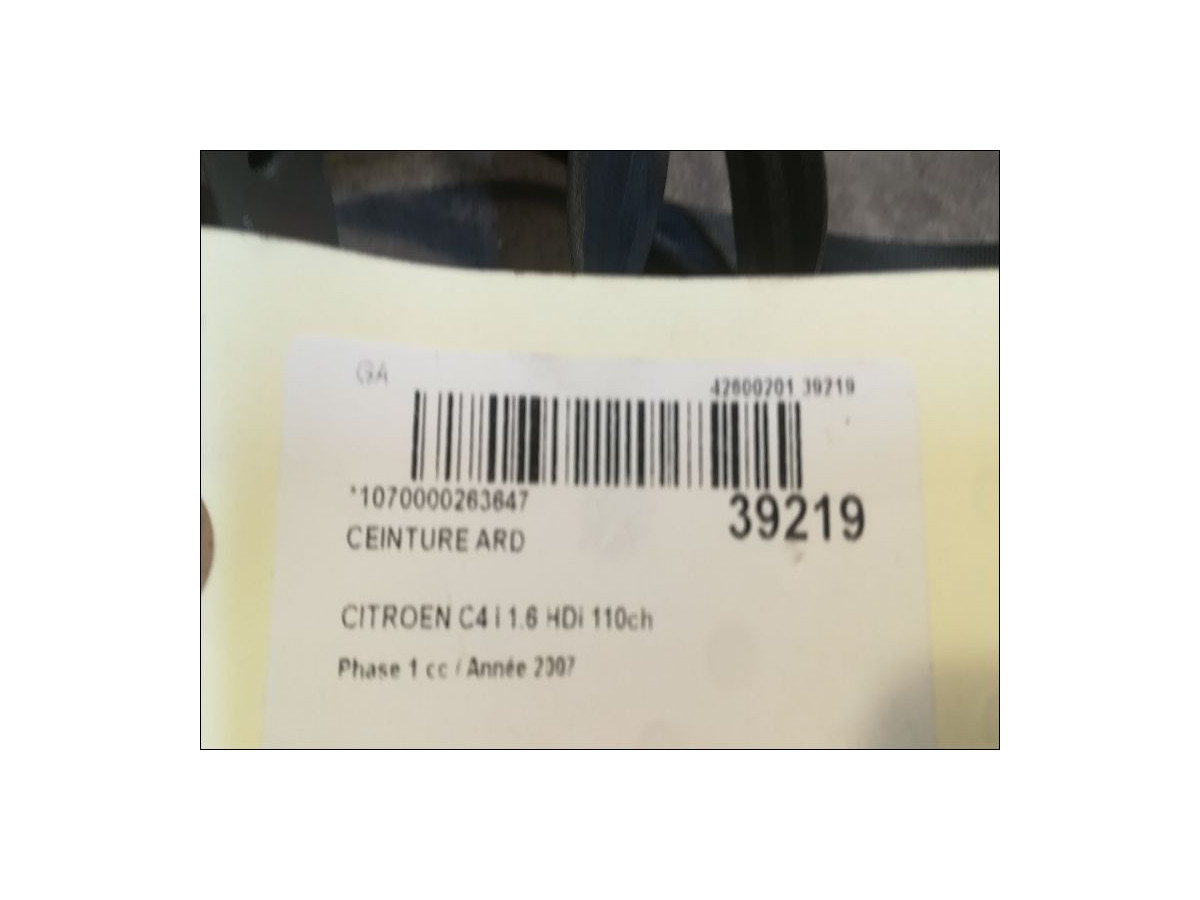 GA
42600201 39219
*1070000263647
39219
CEINTURE ARD
CITROEN C4 I 1.6 HDi 110ch
Phase 1 cc / Année 2007